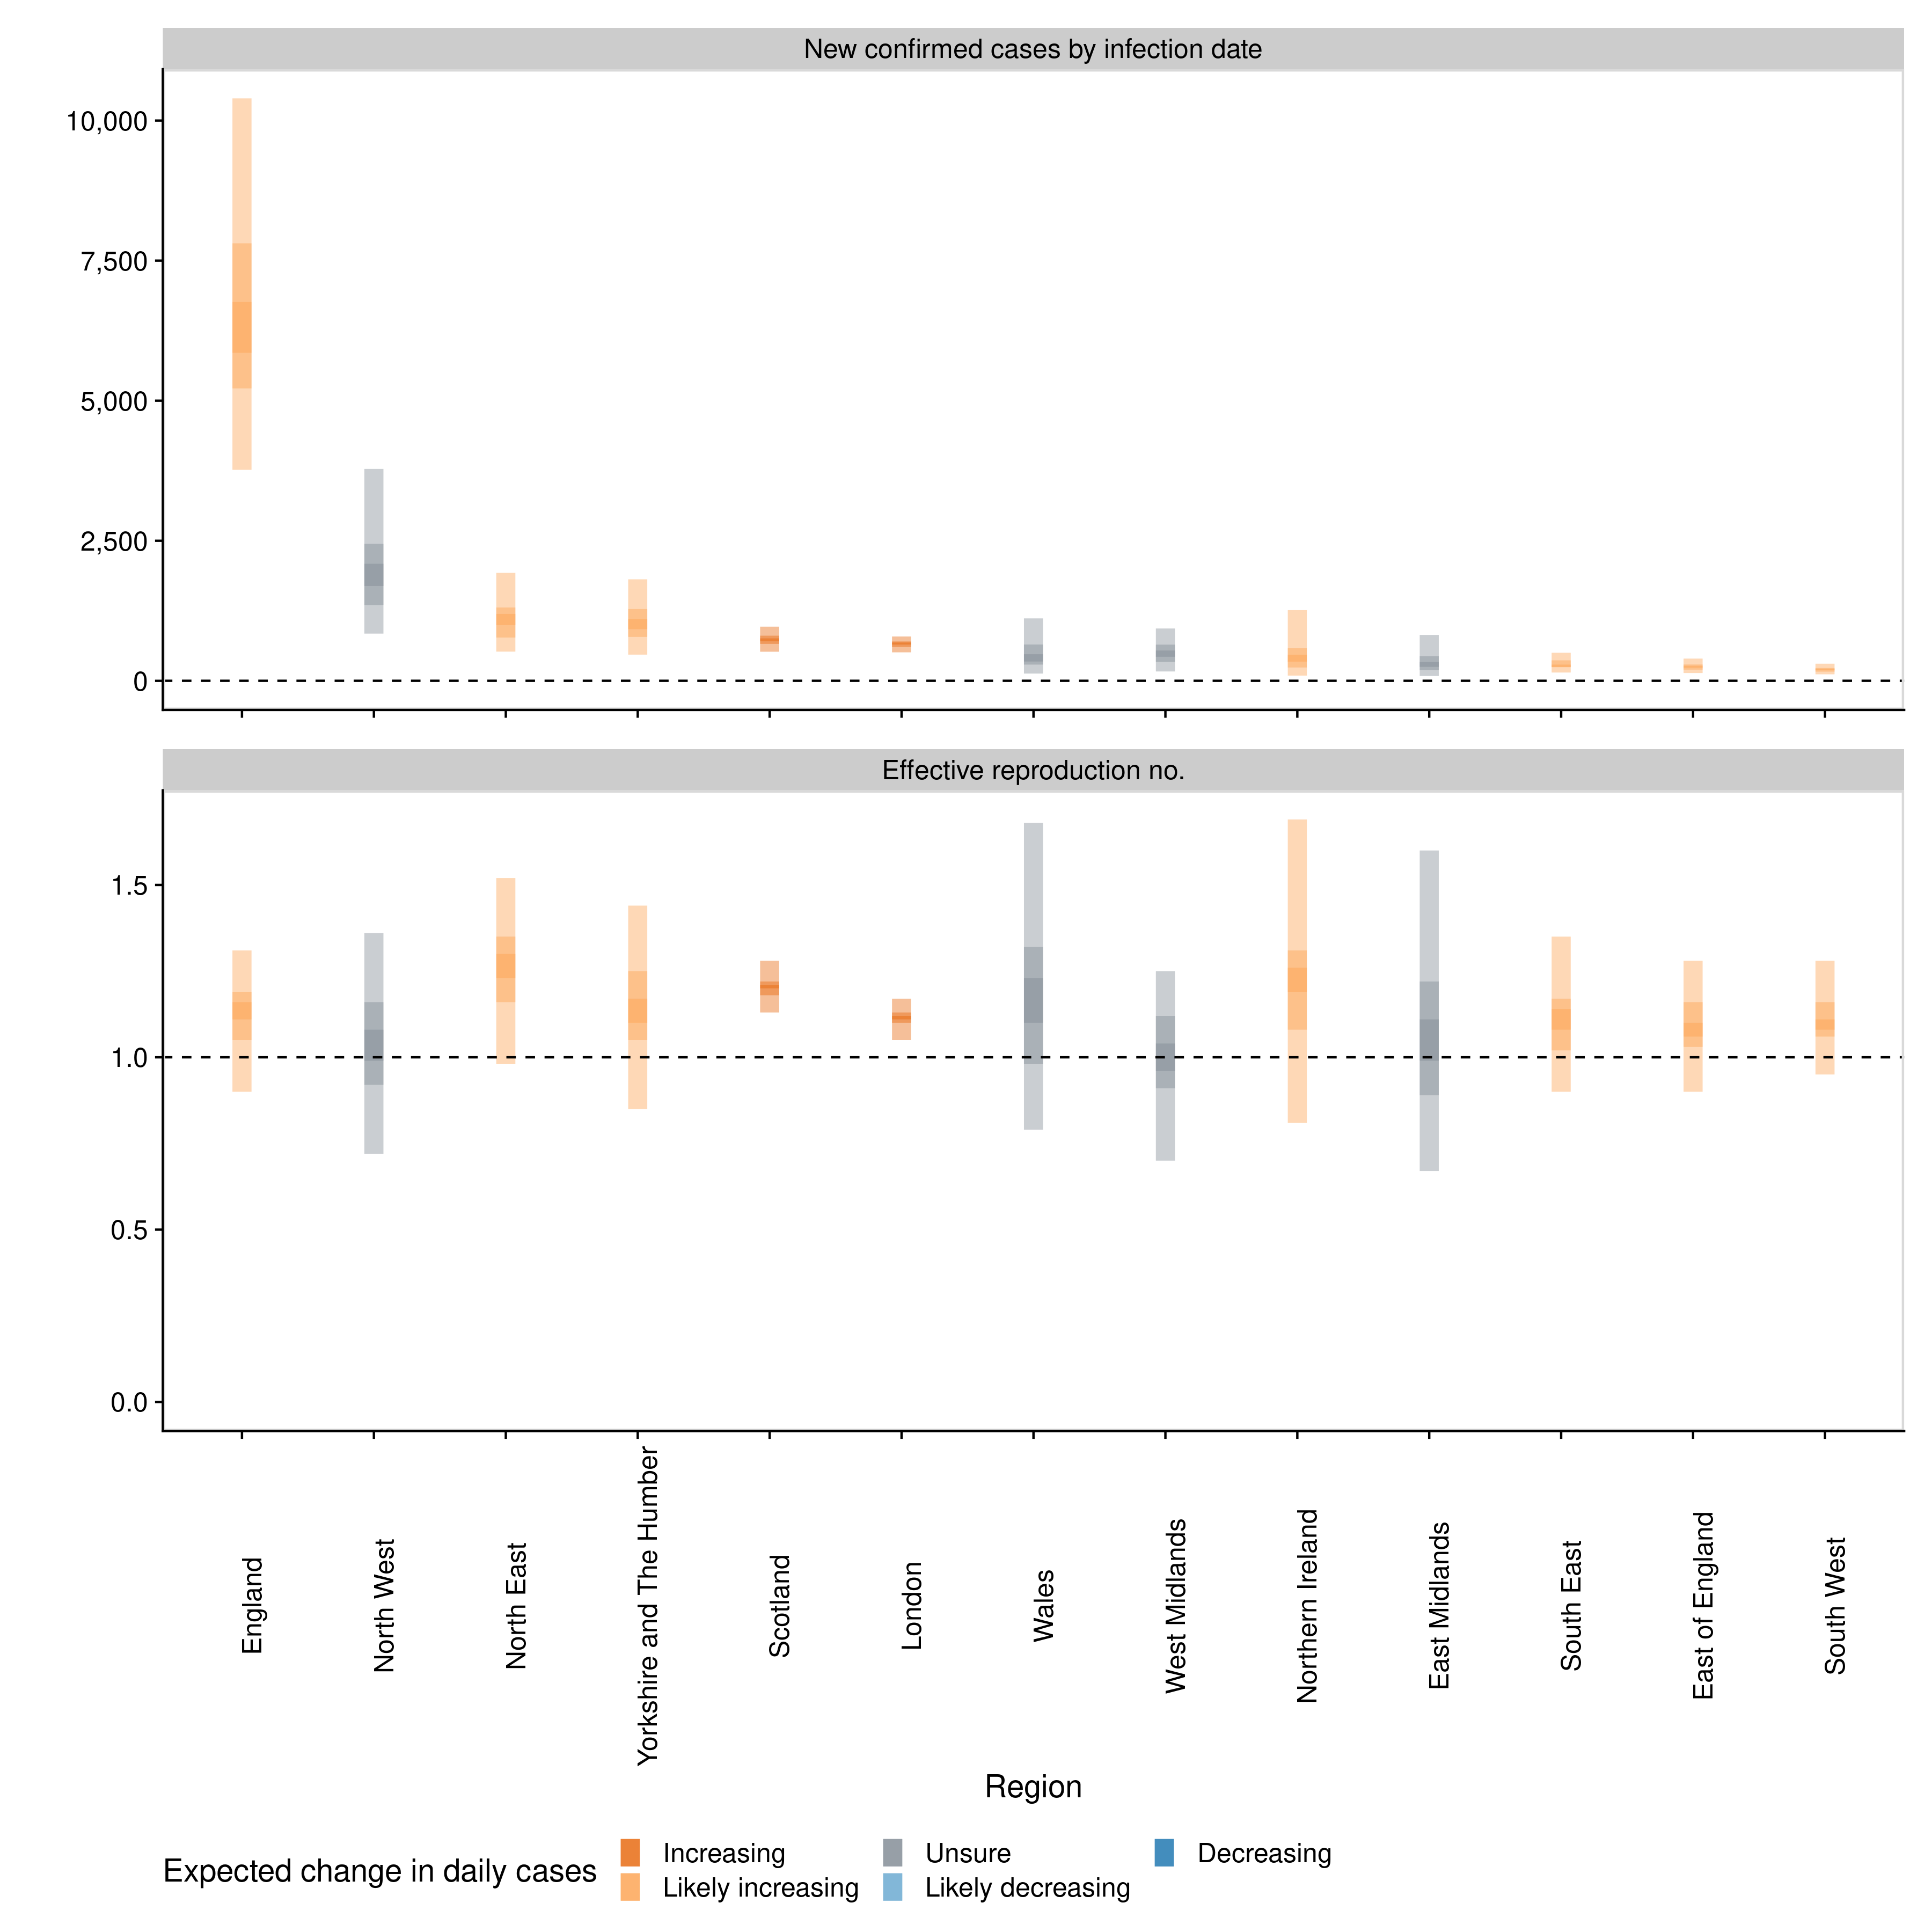 New confirmed cases by infection date
10,000
7,500
5,000
2,500
0
Effective reproduction no.
1.5
1.0
0.5
0.0
England
North West
North East
Yorkshire and The Humber
Scotland
London
Wales
West Midlands
Northern Ireland
East Midlands
South East
East of England
South West
Region
Expected change in daily cases
Increasing
Likely increasing
Unsure
Likely decreasing
Decreasing